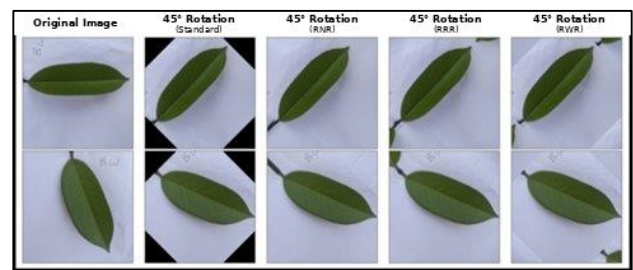 Original Image
45° Rotation
(Standard)
45° Rotation
(RNR)
45° Rotation
(RRR)
45° Rotation
(RWR)